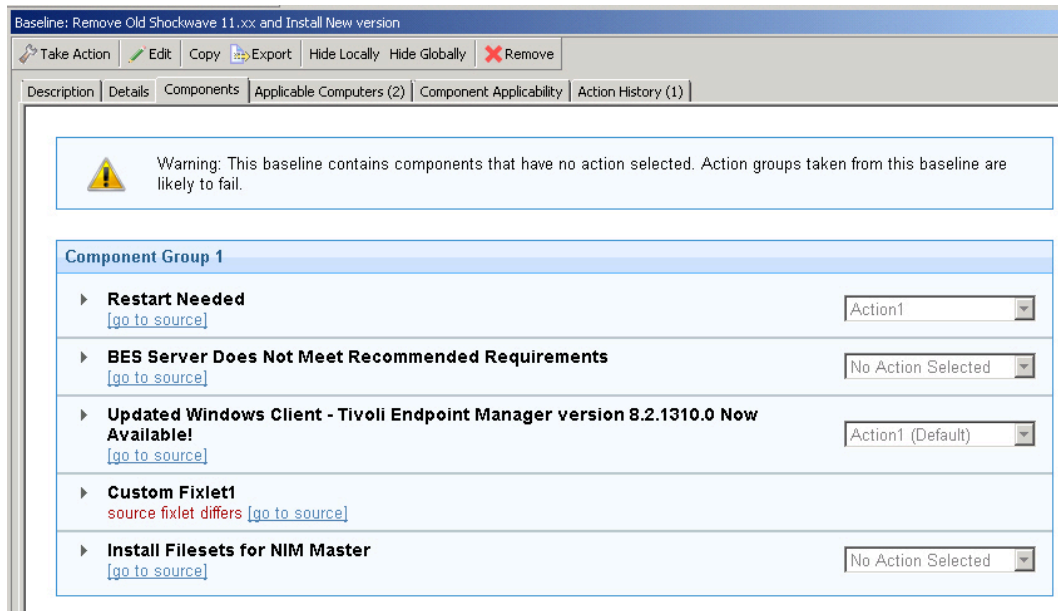 Baseline: Remove Old Shockwave 11.xx and Install New version
Take Action Edit Copy Export Hide Locally Hide Globally Remove
Description Details Components Applicable Computers (2) Component Applicability Action History (1)
Warning: This baseline contains components that have no action selected. Action groups taken from this baseline are
likely to fail.
Component Group 1
Restart Needed
[go to source]
Action1
BES Server Does Not Meet Recommended Requirements
[go to source]
No Action Selected
Updated Windows Client - Tivoli Endpoint Manager version 8.2.1310.0 Now
Available!
[go to source]
Action1 (Default)
Custom Fixlet1
source fixlet differs [go to source]
Install Filesets for NIM Master
[go to source]
No Action Selected